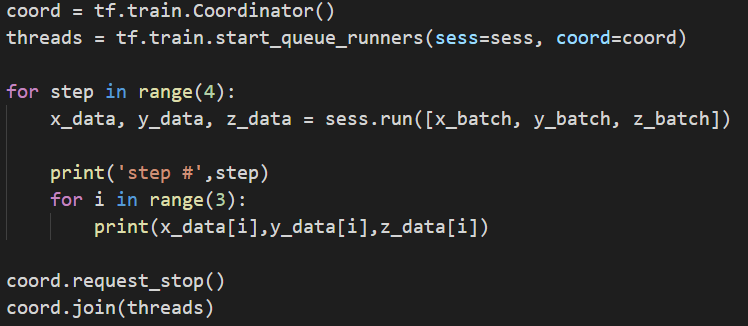 coord = tf.train.Coordinator()
threads = tf.train.start_queue_runners(sess=sess, coord=coord)
for step in range(4):
    x_data, y_data, z_data = sess.run([x_batch, y_batch, z_batch])
    print('step #',step)
    for i in range(3):
        print(x_data[i],y_data[i],z_data[i])
coord.request_stop()
coord.join(threads)